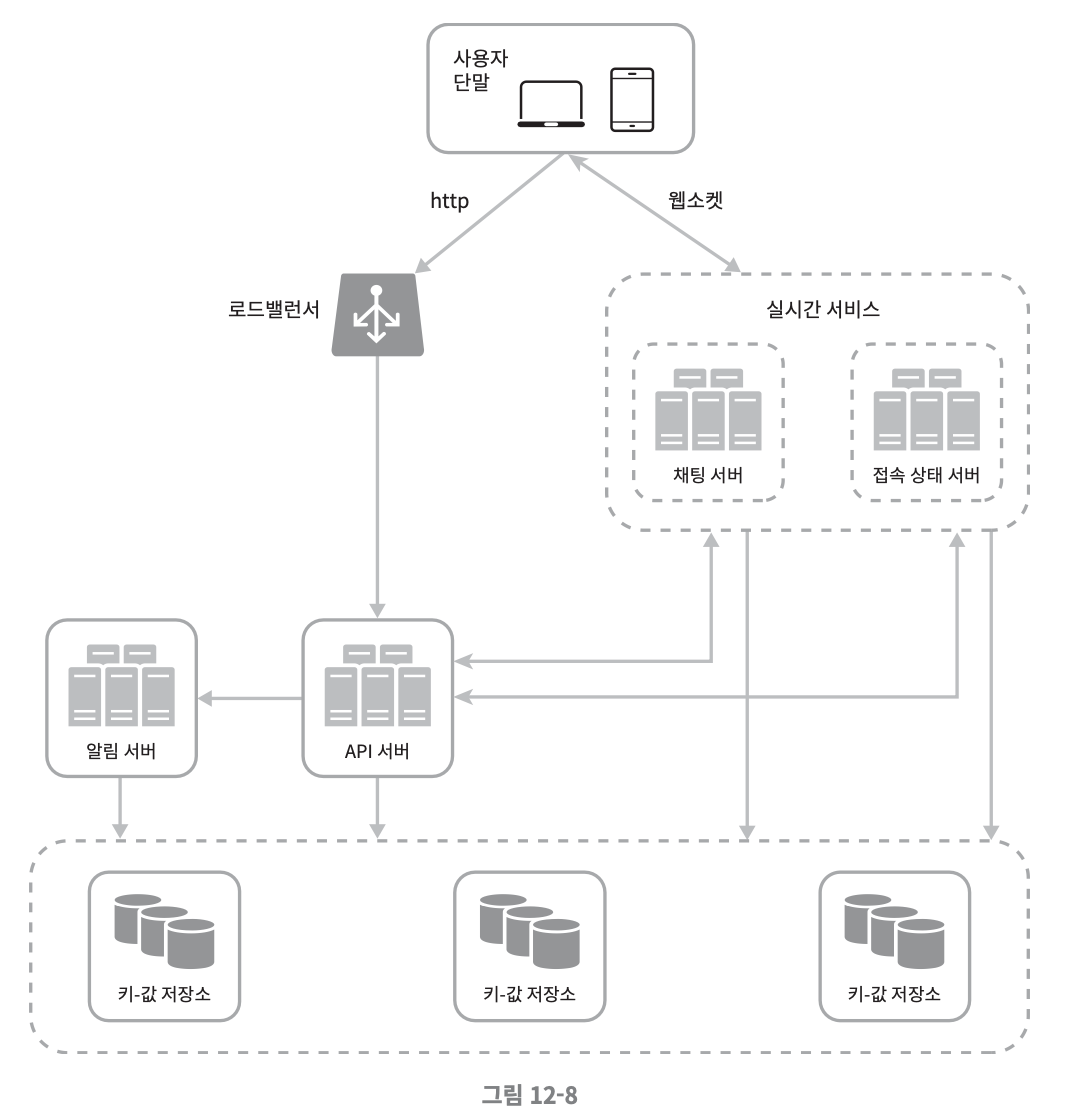 사용자
단말
http
웹소켓
로드밸런서
실시간 서비스
채팅 서버
접속 상태 서버
알림 서버
API 서버
키-값 저장소
키-값 저장소
키-값 저장소
그림 12-8